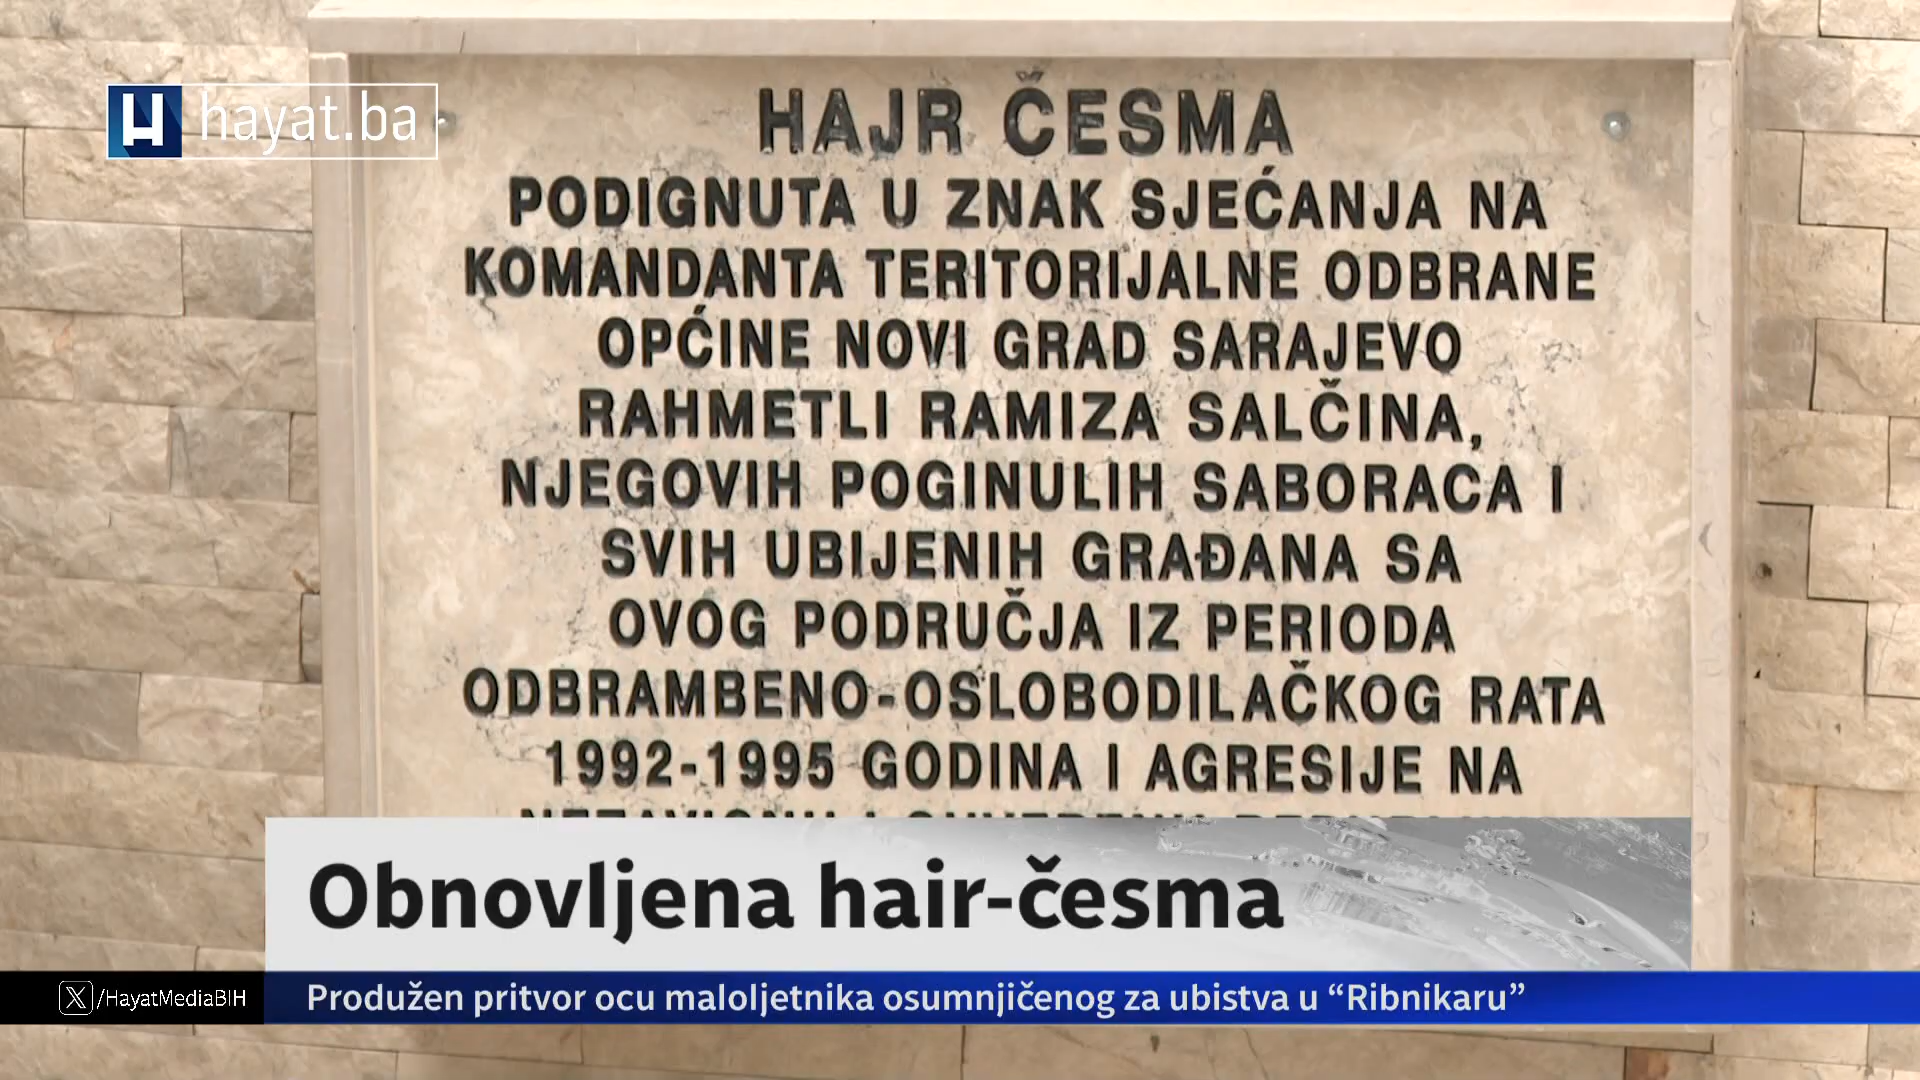 hayat.ba
HAJR ČESMA
PODIGNUTA U ZNAK SJEĆANJA NA
KOMANDANTA TERITORIJALNE ODBRANE
OPĆINE NOVI GRAD SARAJEVO
RAHMETLI RAMIZA SALČINA,
NJEGOVIH POGINULIH SABORACA I
SVIH UBIJENIH GRAĐANA SA
OVOG PODRUČJA IZ PERIODA
ODBRAMBENO-OSLOBODILAČKOG RATA
1992-1995 GODINA I AGRESIJE NA
Obnovljena hair-česma
/HayatMediaBIH
Produžen pritvor ocu maloljetnika osumnjičenog za ubistva u “Ribnikaru”